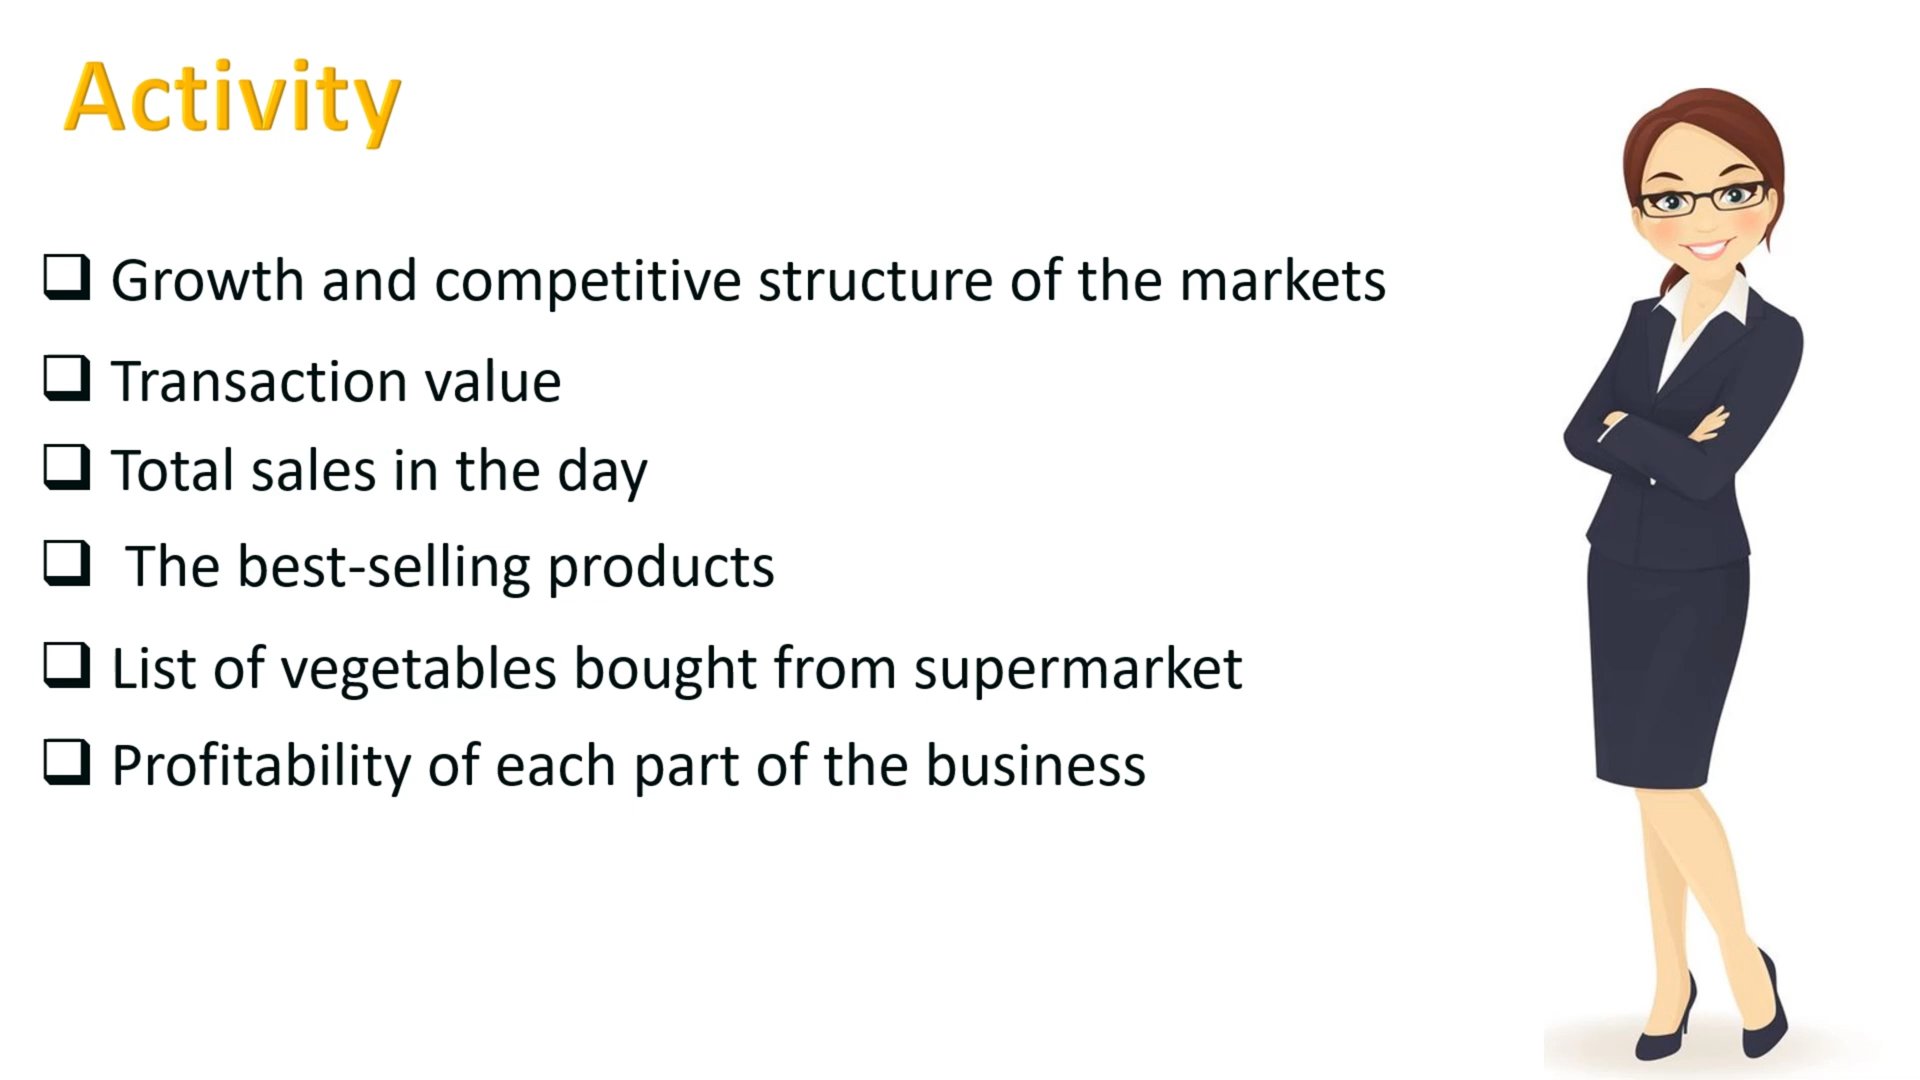 Activity
Growth and competitive structure of the markets
Transaction value
Total sales in the day
The best-selling products
List of vegetables bought from supermarket
Profitability of each part of the business